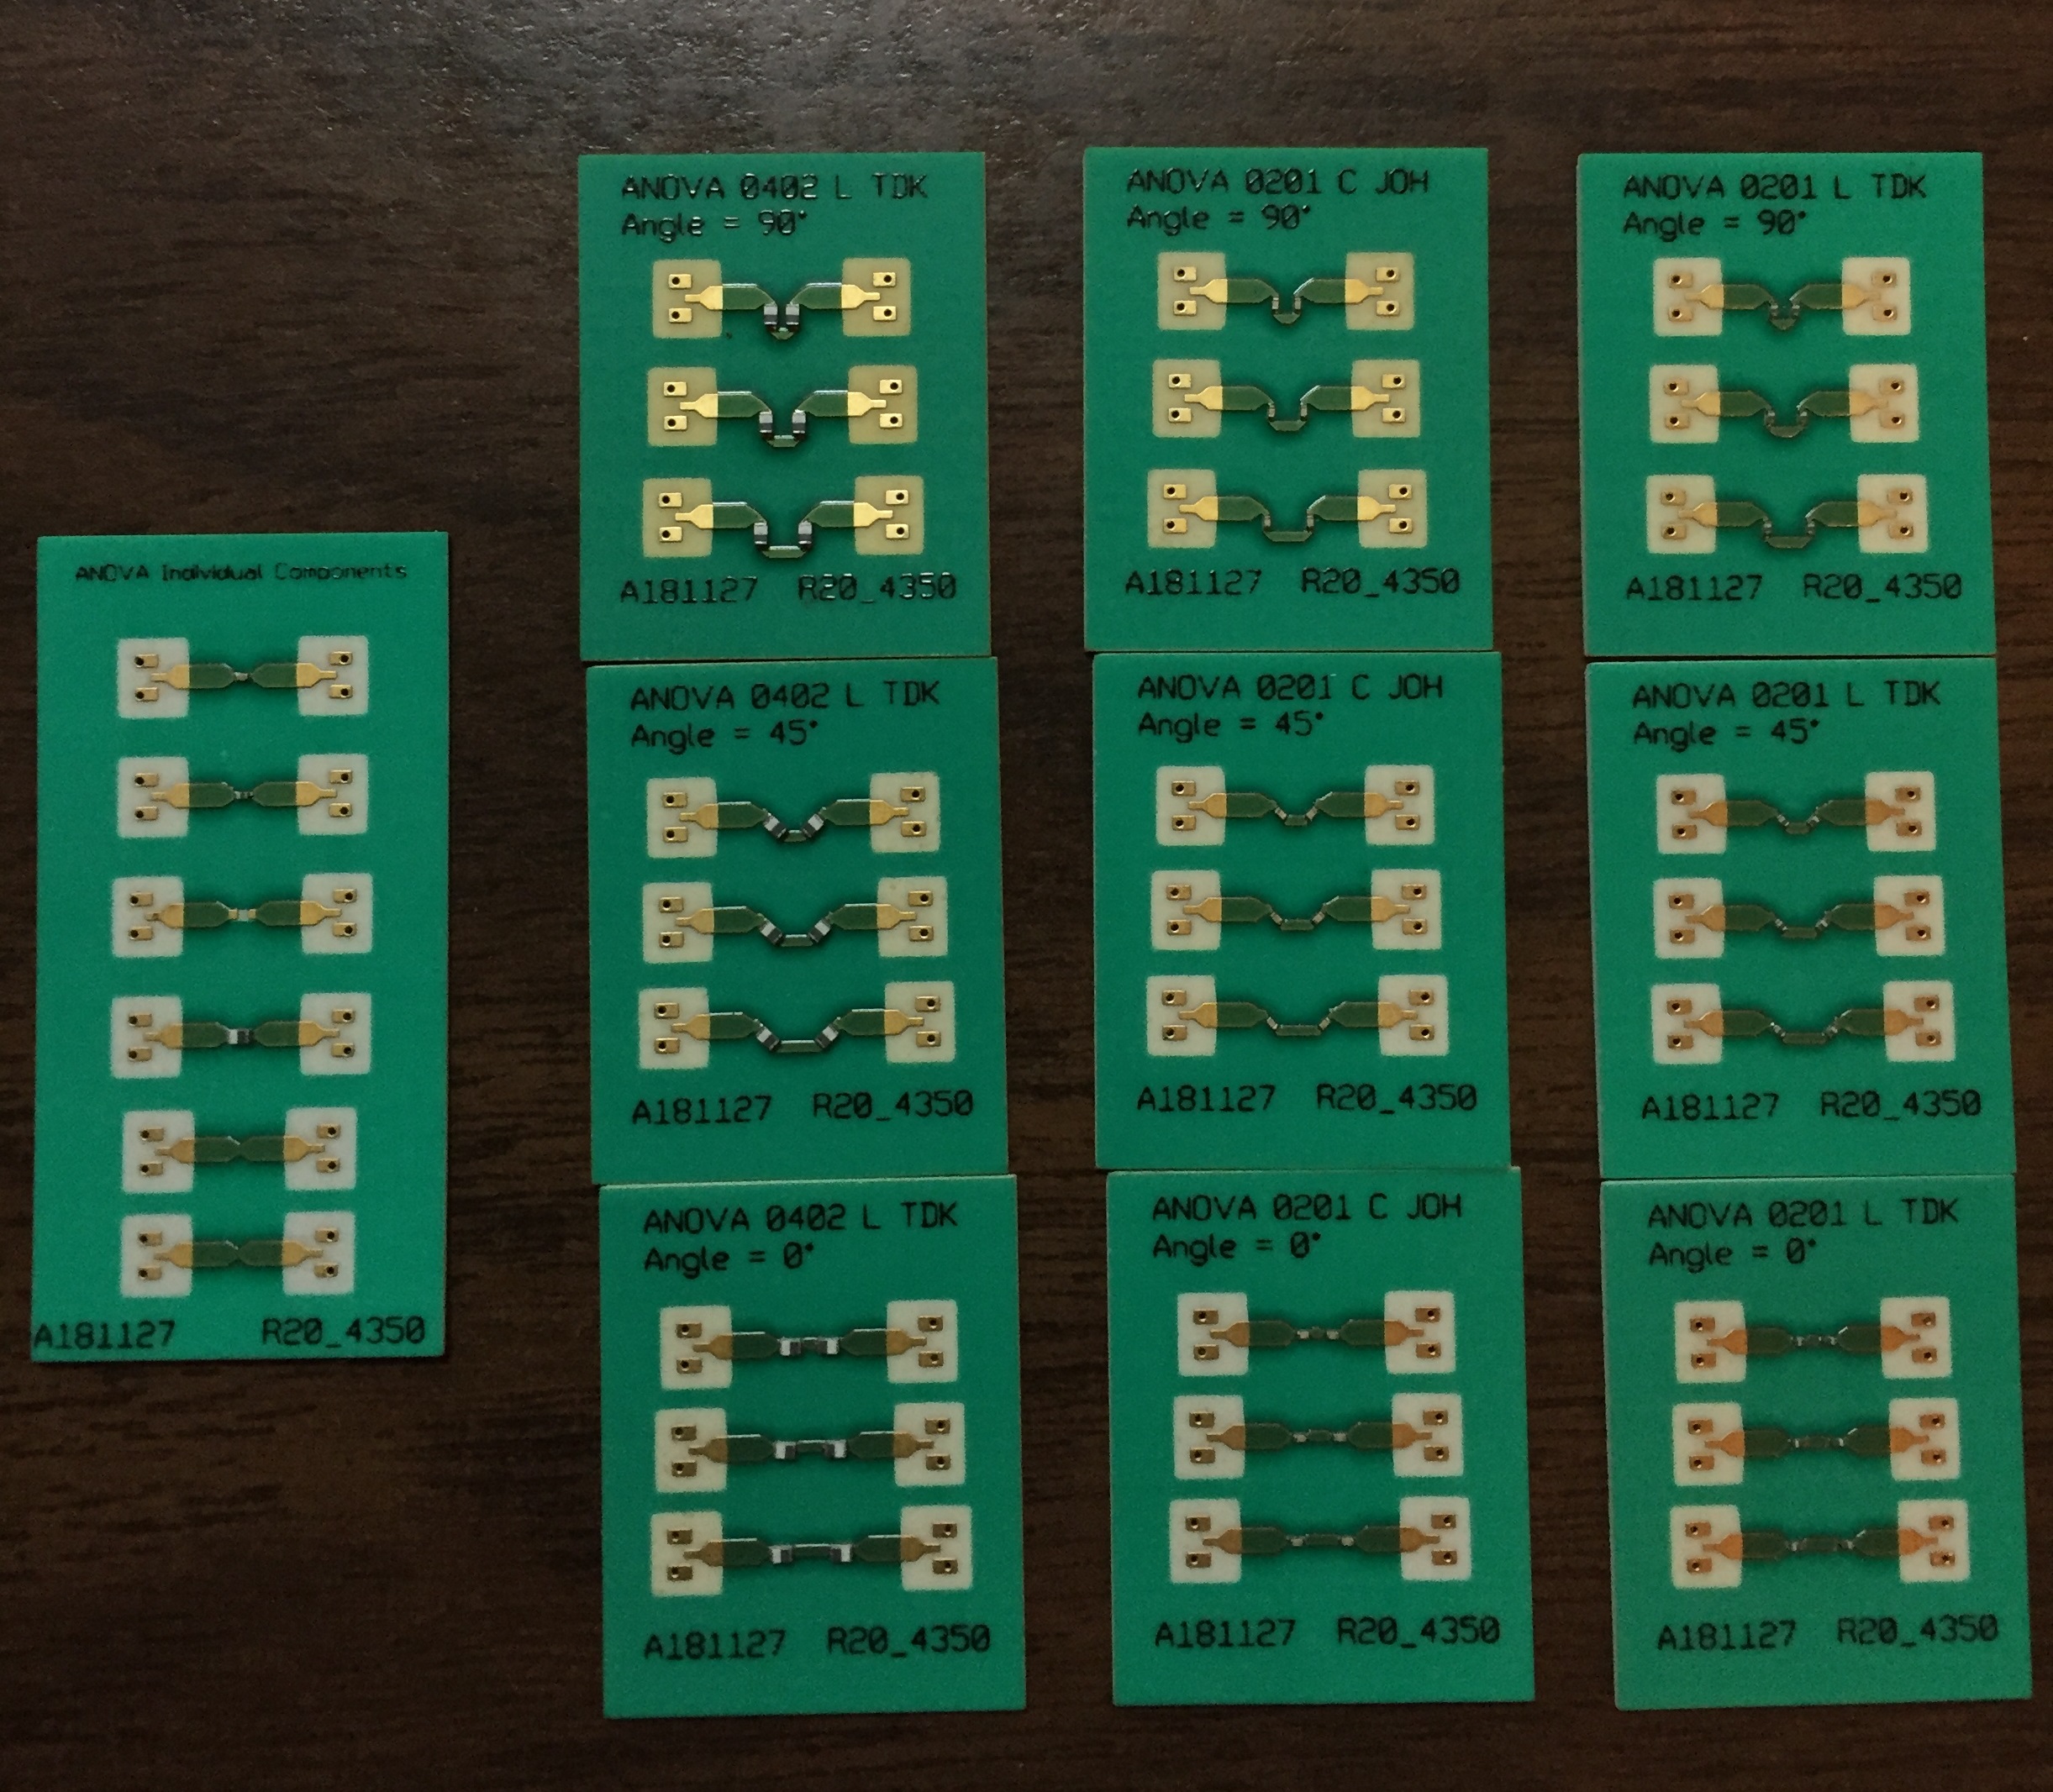 ANOVA Individual Components
A181127 R20_4350
ANOVA 0402 L TDK
Angle = 90°
A181127 R20_4350
ANOVA 0201 C JOH
Angle = 90°
A181127 R20_4350
ANOVA 0201 L TDK
Angle = 90°
A181127 R20_4350
ANOVA 0402 L TDK
Angle = 45°
A181127 R20_4350
ANOVA 0201 C JOH
Angle = 45°
A181127 R20_4350
ANOVA 0201 L TDK
Angle = 45°
A181127 R20_4350
ANOVA 0402 L TDK
Angle = 0°
A181127 R20_4350
ANOVA 0201 C JOH
Angle = 0°
A181127 R20_4350
ANOVA 0201 L TDK
Angle = 0°
A181127 R20_4350